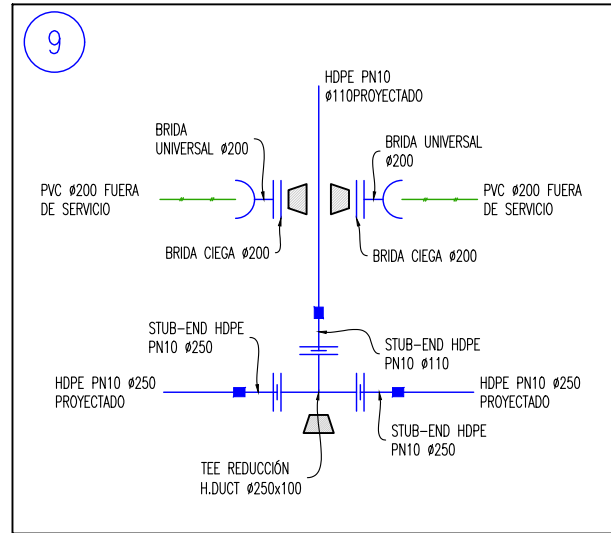 9
HDPE PN10
Ø110PROYECTADO
BRIDA
UNIVERSAL Ø200
BRIDA UNIVERSAL
Ø200
PVC Ø200 FUERA
DE SERVICIO
PVC Ø200 FUERA
DE SERVICIO
BRIDA CIEGA Ø200
BRIDA CIEGA Ø200
STUB-END HDPE
PN10 Ø250
STUB-END HDPE
PN10 Ø110
HDPE PN10 Ø250
PROYECTADO
HDPE PN10 Ø250
PROYECTADO
STUB-END HDPE
PN10 Ø250
TEE REDUCCIÓN
H.DUCT Ø250x100